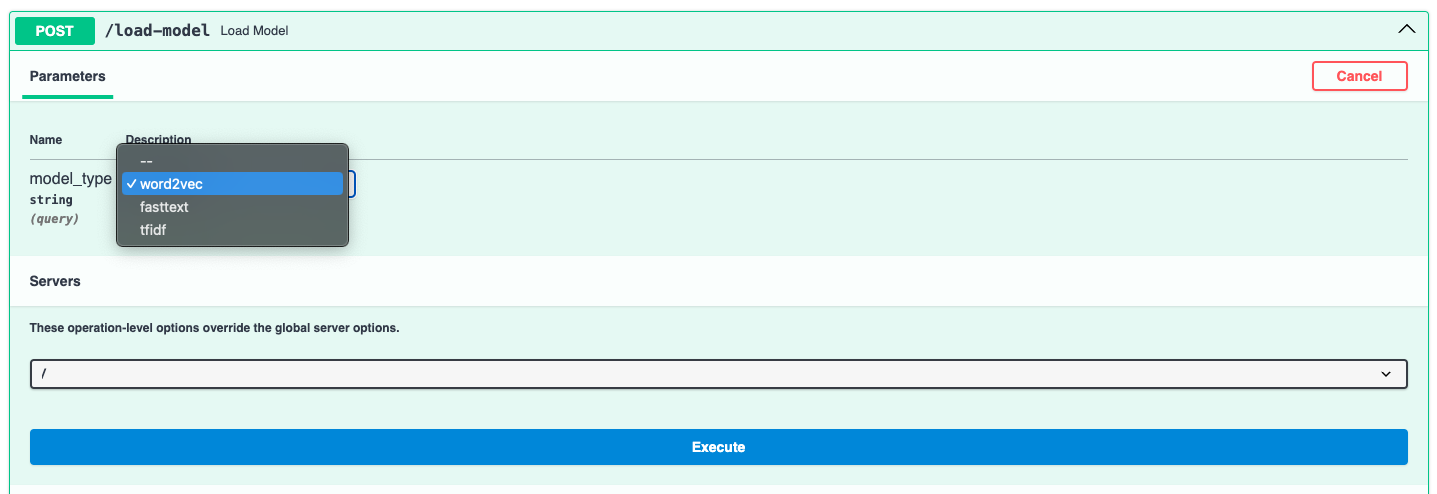 POST /load-model Load Model
Parameters
Cancel
Name Description
--
model_type ✓ word2vec
string fasttext
(query) tfidf
Servers
These operation-level options override the global server options.
/
Execute